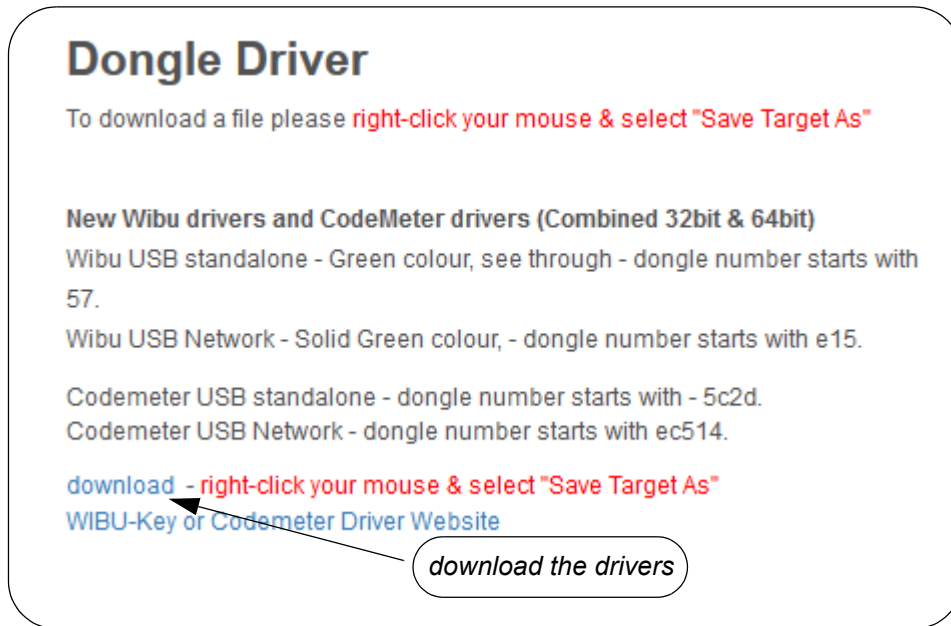 Dongle Driver
To download a file please right-click your mouse & select "Save Target As"
New Wibu drivers and CodeMeter drivers (Combined 32bit & 64bit)
Wibu USB standalone - Green colour, see through - dongle number starts with
57.
Wibu USB Network - Solid Green colour, - dongle number starts with e15.
Codemeter USB standalone - dongle number starts with - 5c2d.
Codemeter USB Network - dongle number starts with ec514.
download - right-click your mouse & select "Save Target As"
WIBU-Key or Codemeter Driver Website
download the drivers